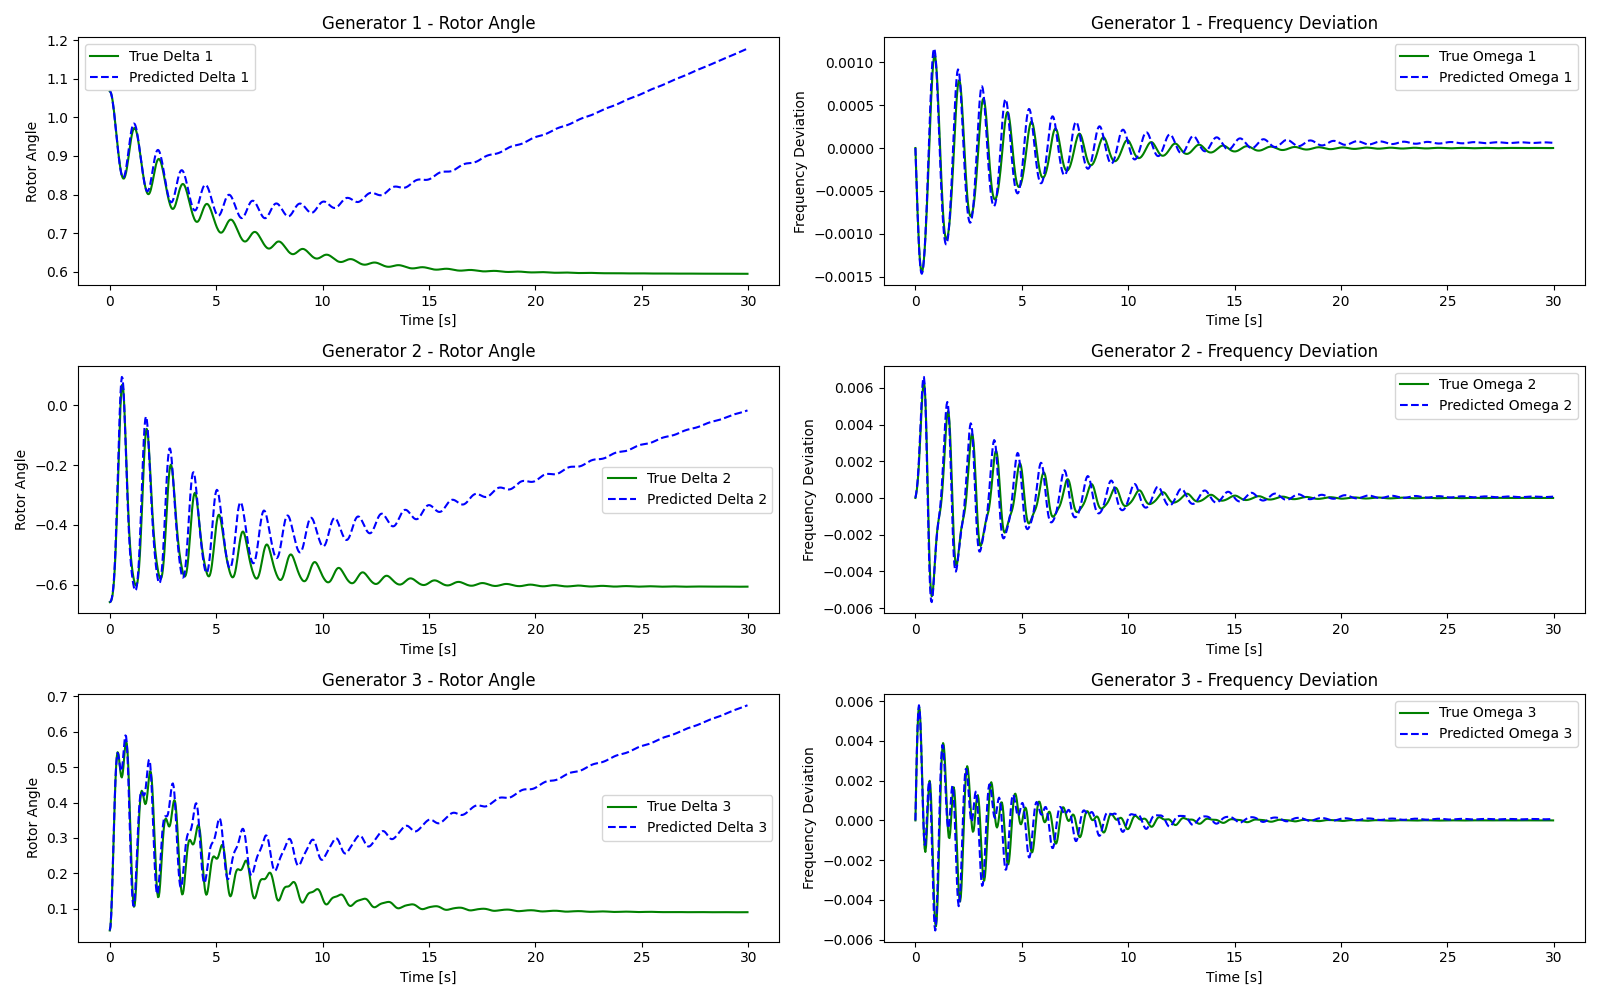 Generator 1 - Rotor Angle
1.2
1.1
1.0
0.9
0.8
0.7
0.6
Rotor Angle
True Delta 1
Predicted Delta 1
0 5 10 15 20 25 30
Time [s]
Generator 1 - Frequency Deviation
0.0010
0.0005
0.0000
−0.0005
−0.0010
−0.0015
Frequency Deviation
True Omega 1
Predicted Omega 1
0 5 10 15 20 25 30
Time [s]
Generator 2 - Rotor Angle
0.0
−0.2
−0.4
−0.6
Rotor Angle
True Delta 2
Predicted Delta 2
0 5 10 15 20 25 30
Time [s]
Generator 2 - Frequency Deviation
0.006
0.004
0.002
0.000
−0.002
−0.004
−0.006
Frequency Deviation
True Omega 2
Predicted Omega 2
0 5 10 15 20 25 30
Time [s]
Generator 3 - Rotor Angle
0.7
0.6
0.5
0.4
0.3
0.2
0.1
Rotor Angle
True Delta 3
Predicted Delta 3
0 5 10 15 20 25 30
Time [s]
Generator 3 - Frequency Deviation
0.006
0.004
0.002
0.000
−0.002
−0.004
−0.006
Frequency Deviation
True Omega 3
Predicted Omega 3
0 5 10 15 20 25 30
Time [s]